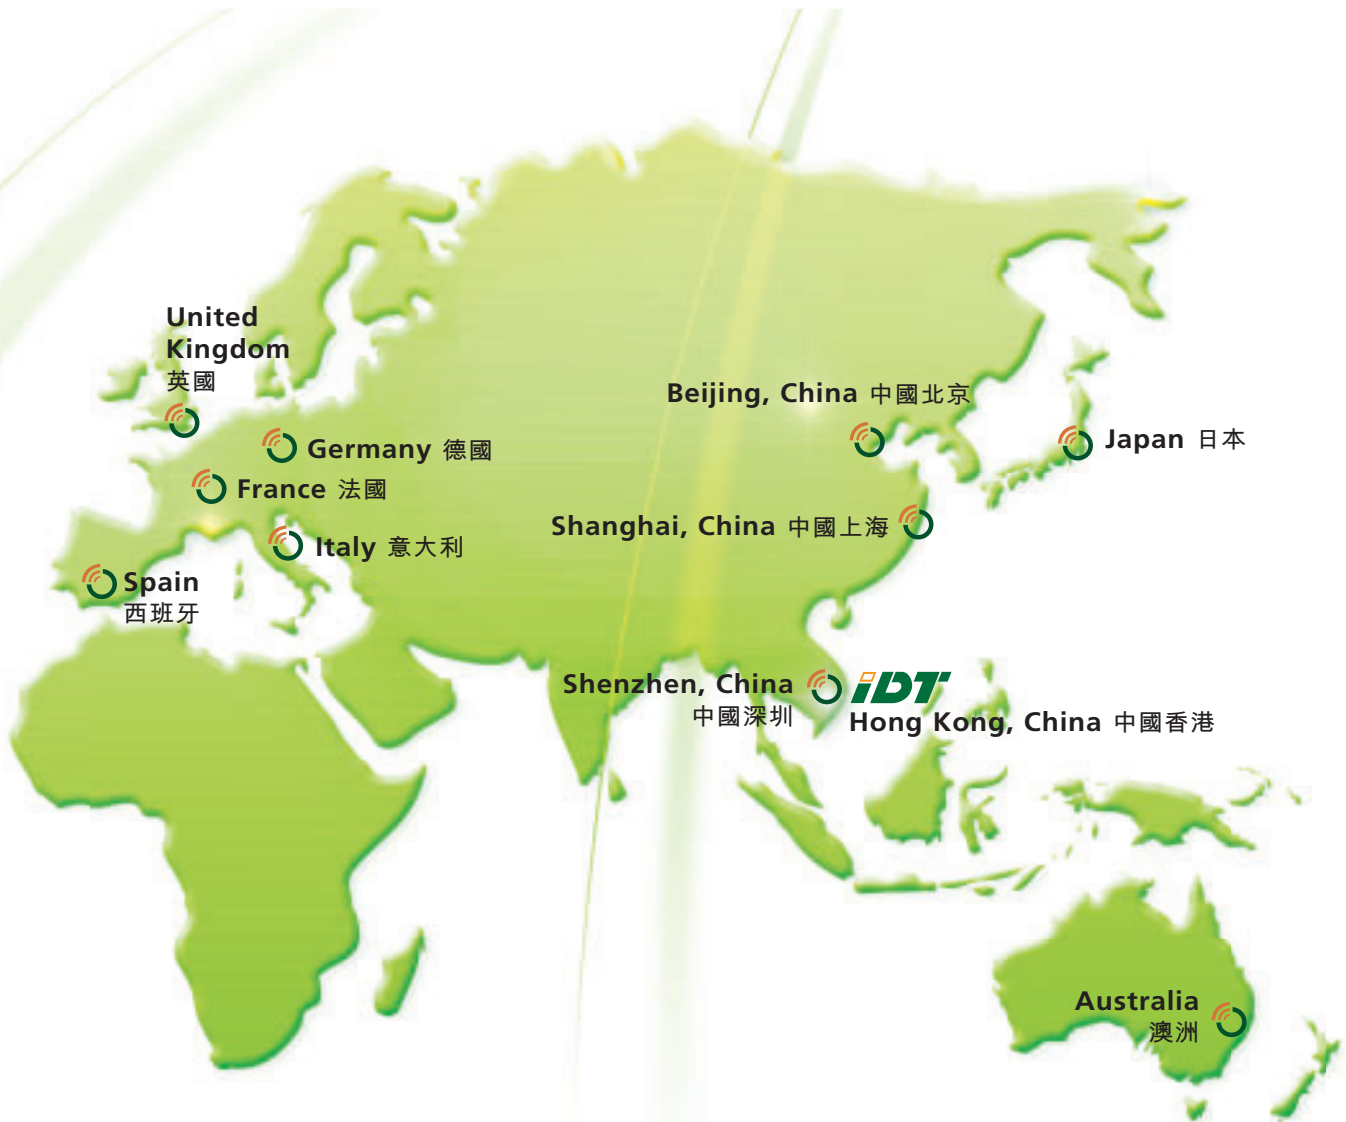 United
Kingdom
英國
Germany 德國
France 法國
Italy 意大利
Spain
西班牙
Beijing, China 中國北京
Japan 日本
Shanghai, China 中國上海
Shenzhen, China
中國深圳
iDT
Hong Kong, China 中國香港
Australia
澳洲